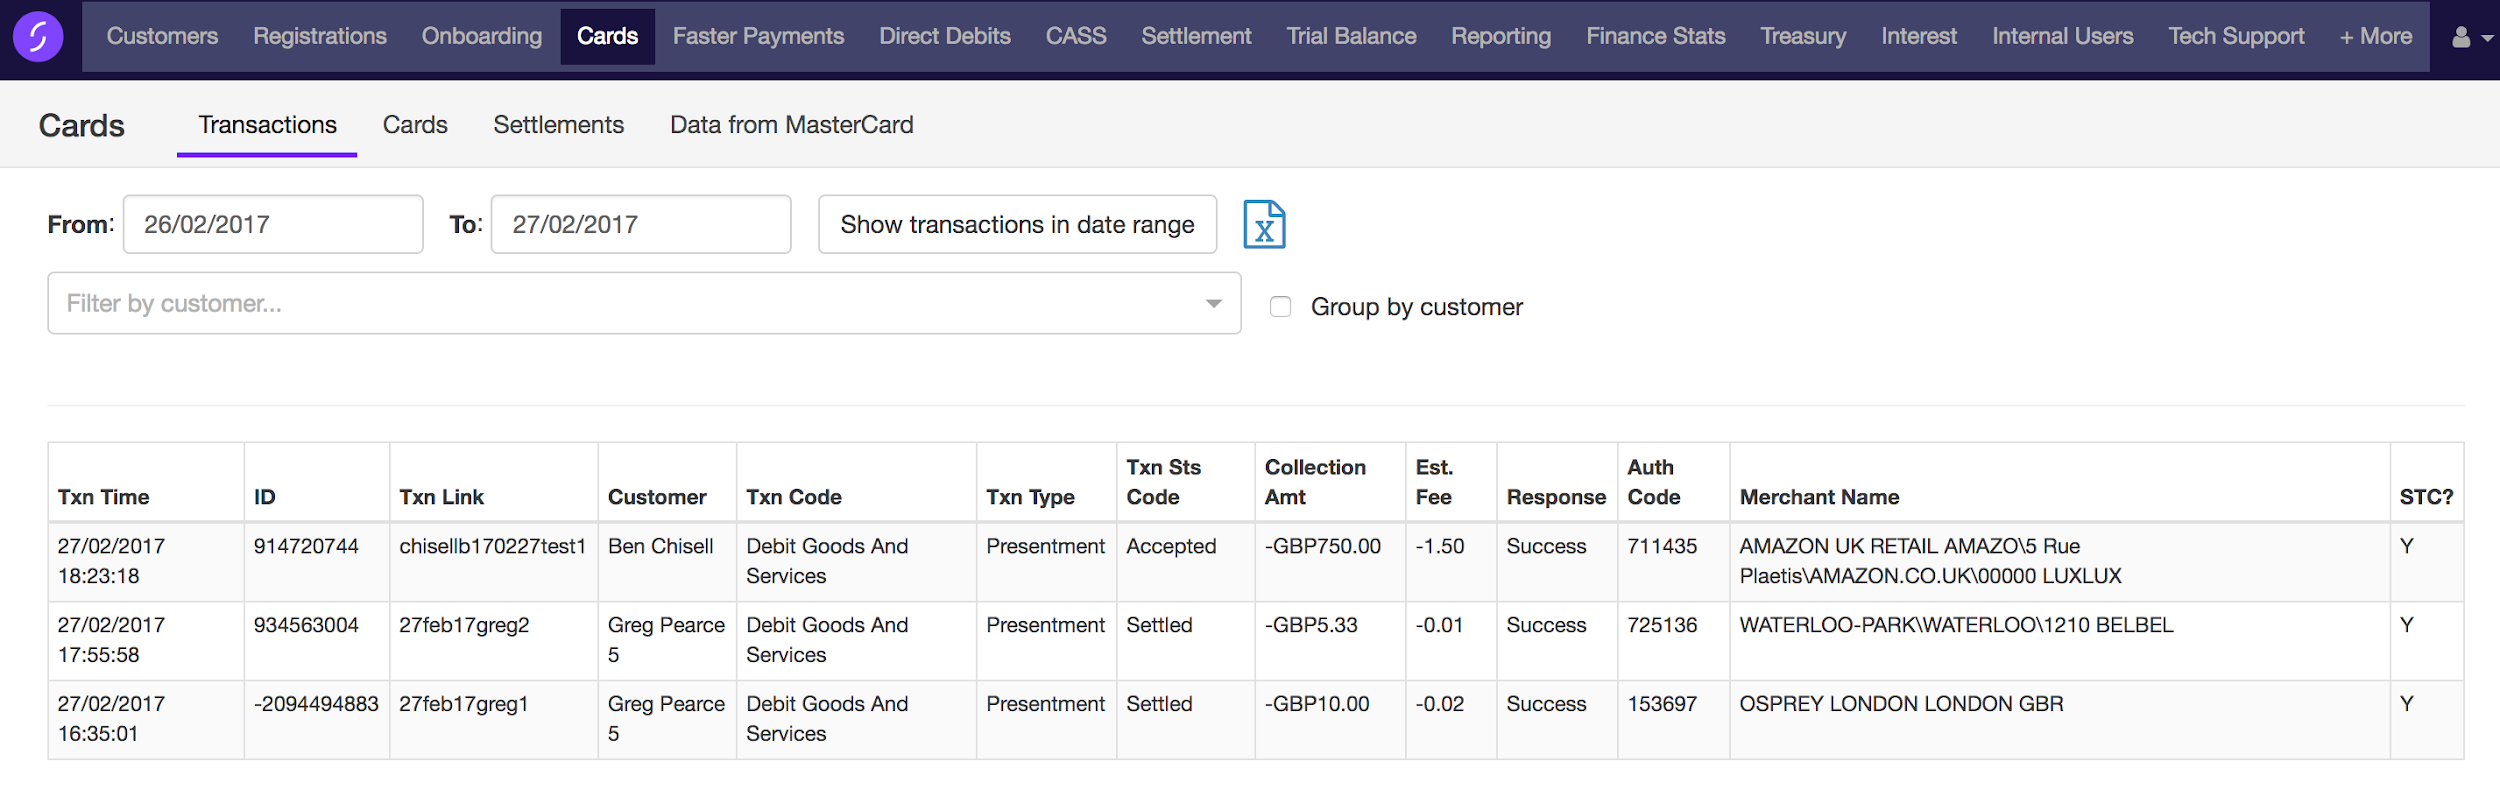 Customers Registrations Onboarding Cards Faster Payments Direct Debits CASS Settlement Trial Balance Reporting Finance Stats Treasury Interest Internal Users Tech Support + More
Cards Transactions Cards Settlements Data from MasterCard
From: 26/02/2017 To: 27/02/2017 Show transactions in date range X
Filter by customer... Group by customer
Txn Time ID Txn Link Customer Txn Code Txn Type Txn Sts Code Collection Amt Est. Fee Response Auth Code Merchant Name STC?
27/02/2017 18:23:18 914720744 chisellb170227test1 Ben Chisell Debit Goods And Services Presentment Accepted -GBP750.00 -1.50 Success 711435 AMAZON UK RETAIL AMAZO\5 Rue Plaetis\AMAZON.CO.UK\00000 LUXLUX Y
27/02/2017 17:55:58 934563004 27feb17greg2 Greg Pearce 5 Debit Goods And Services Presentment Settled -GBP5.33 -0.01 Success 725136 WATERLOO-PARK\WATERLOO\1210 BELBEL Y
27/02/2017 16:35:01 -2094494883 27feb17greg1 Greg Pearce 5 Debit Goods And Services Presentment Settled -GBP10.00 -0.02 Success 153697 OSPREY LONDON LONDON GBR Y